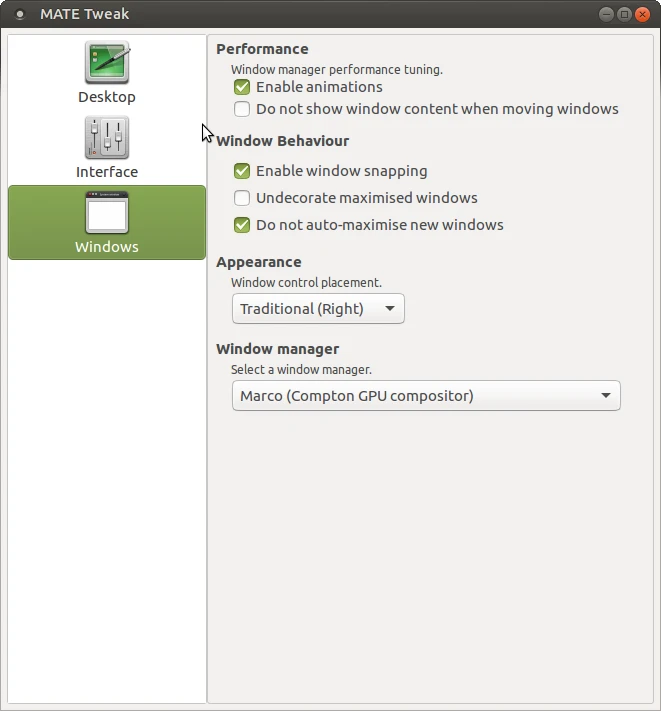 MATE Tweak
Desktop
Interface
Windows
Performance
Window manager performance tuning.
Enable animations
Do not show window content when moving windows
Window Behaviour
Enable window snapping
Undecorate maximised windows
Do not auto-maximise new windows
Appearance
Window control placement.
Traditional (Right)
Window manager
Select a window manager.
Marco (Compton GPU compositor)